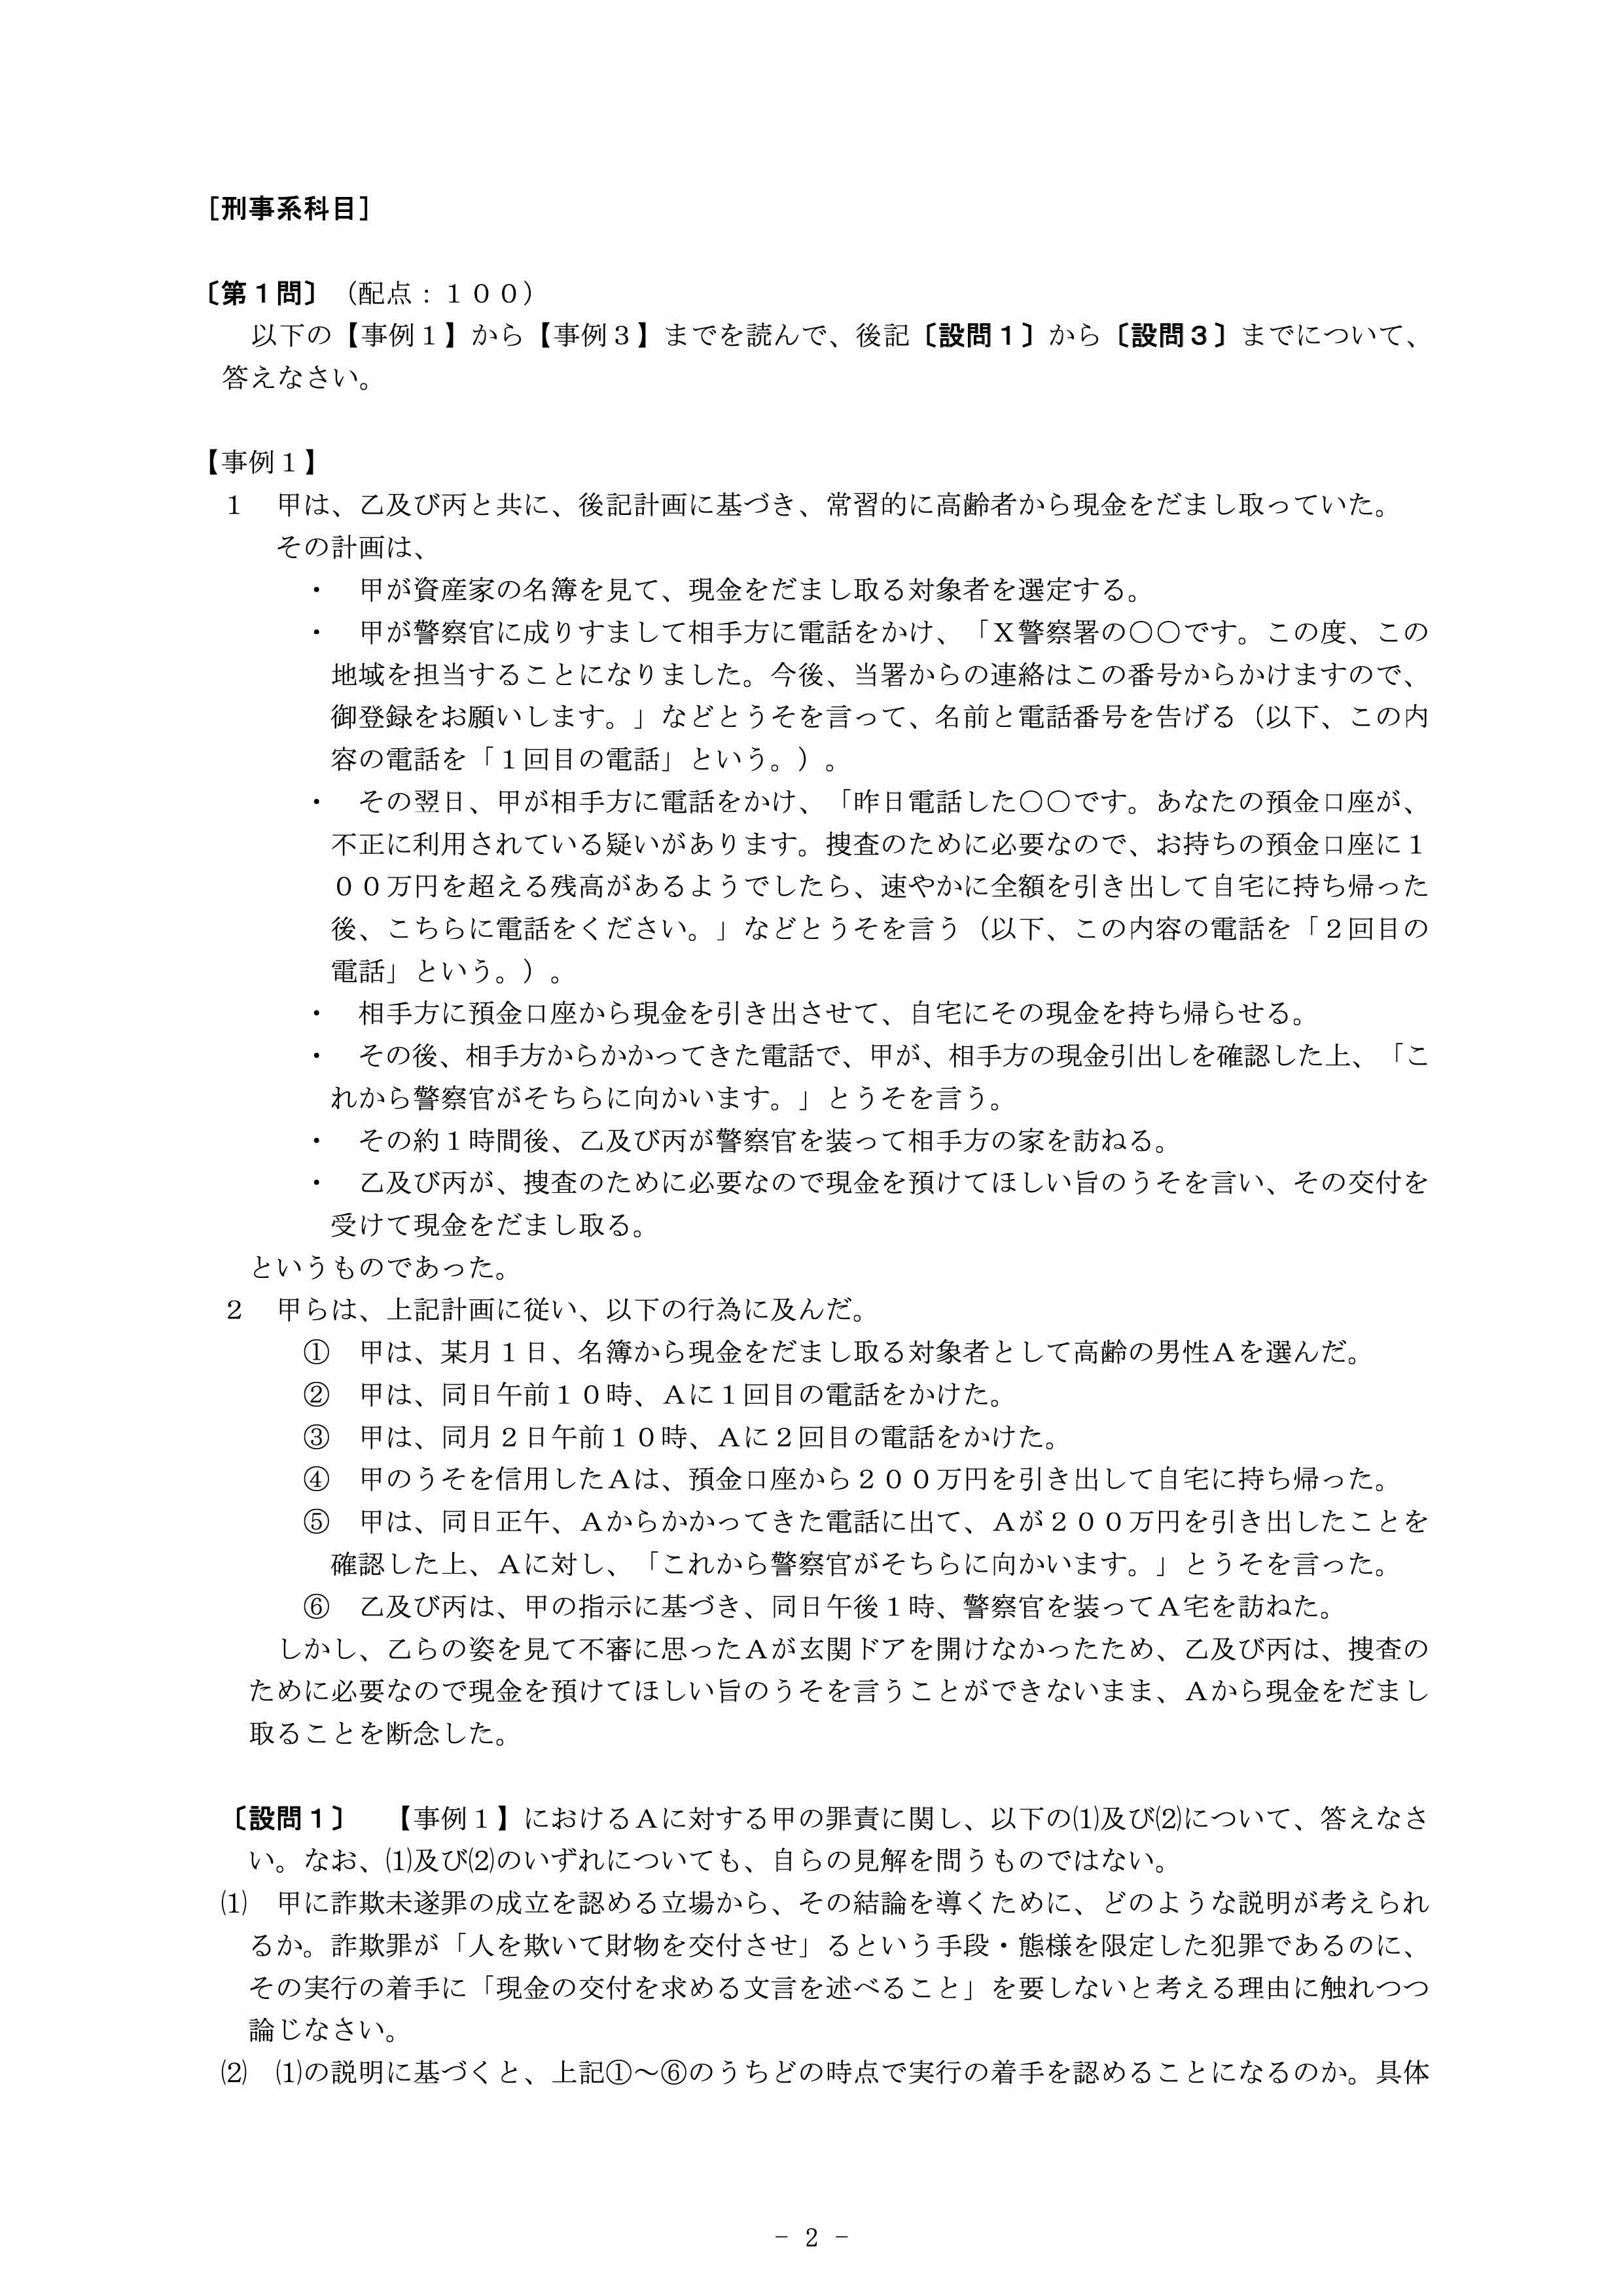 ［刑事系科目］
〔第１問〕（配点：１００）
以下の【事例１】から【事例３】までを読んで、後記〔設問１〕から〔設問３〕までについて、
答えなさい。
【事例１】
１　甲は、乙及び丙と共に、後記計画に基づき、常習的に高齢者から現金をだまし取っていた。
その計画は、
・　甲が資産家の名簿を見て、現金をだまし取る対象者を選定する。
・　甲が警察官に成りすまして相手方に電話をかけ、「Ｘ警察署の〇〇です。この度、この
地域を担当することになりました。今後、当署からの連絡はこの番号からかけますので、
御登録をお願いします。」などとうそを言って、名前と電話番号を告げる（以下、この内
容の電話を「１回目の電話」という。）。
・　その翌日、甲が相手方に電話をかけ、「昨日電話した〇〇です。あなたの預金口座が、
不正に利用されている疑いがあります。捜査のために必要なので、お持ちの預金口座に１
００万円を超える残高があるようでしたら、速やかに全額を引き出して自宅に持ち帰った
後、こちらに電話をください。」などとうそを言う（以下、この内容の電話を「２回目の
電話」という。）。
・　相手方に預金口座から現金を引き出させて、自宅にその現金を持ち帰らせる。
・　その後、相手方からかかってきた電話で、甲が、相手方の現金引出しを確認した上、「こ
れから警察官がそちらに向かいます。」とうそを言う。
・　その約１時間後、乙及び丙が警察官を装って相手方の家を訪ねる。
・　乙及び丙が、捜査のために必要なので現金を預けてほしい旨のうそを言い、その交付を
受けて現金をだまし取る。
というものであった。
２　甲らは、上記計画に従い、以下の行為に及んだ。
①　甲は、某月１日、名簿から現金をだまし取る対象者として高齢の男性Ａを選んだ。
②　甲は、同日午前１０時、Ａに１回目の電話をかけた。
③　甲は、同月２日午前１０時、Ａに２回目の電話をかけた。
④　甲のうそを信用したＡは、預金口座から２００万円を引き出して自宅に持ち帰った。
⑤　甲は、同日正午、Ａからかかってきた電話に出て、Ａが２００万円を引き出したことを
確認した上、Ａに対し、「これから警察官がそちらに向かいます。」とうそを言った。
⑥　乙及び丙は、甲の指示に基づき、同日午後１時、警察官を装ってＡ宅を訪ねた。
しかし、乙らの姿を見て不審に思ったＡが玄関ドアを開けなかったため、乙及び丙は、捜査の
ために必要なので現金を預けてほしい旨のうそを言うことができないまま、Ａから現金をだまし
取ることを断念した。
〔設問１〕　【事例１】におけるＡに対する甲の罪責に関し、以下の⑴及び⑵について、答えなさ
い。なお、⑴及び⑵のいずれについても、自らの見解を問うものではない。
⑴　甲に詐欺未遂罪の成立を認める立場から、その結論を導くために、どのような説明が考えられ
るか。詐欺罪が「人を欺いて財物を交付させ」るという手段・態様を限定した犯罪であるのに、
その実行の着手に「現金の交付を求める文言を述べること」を要しないと考える理由に触れつつ
論じなさい。
⑵　⑴の説明に基づくと、上記①～⑥のうちどの時点で実行の着手を認めることになるのか。具体
- 2 -